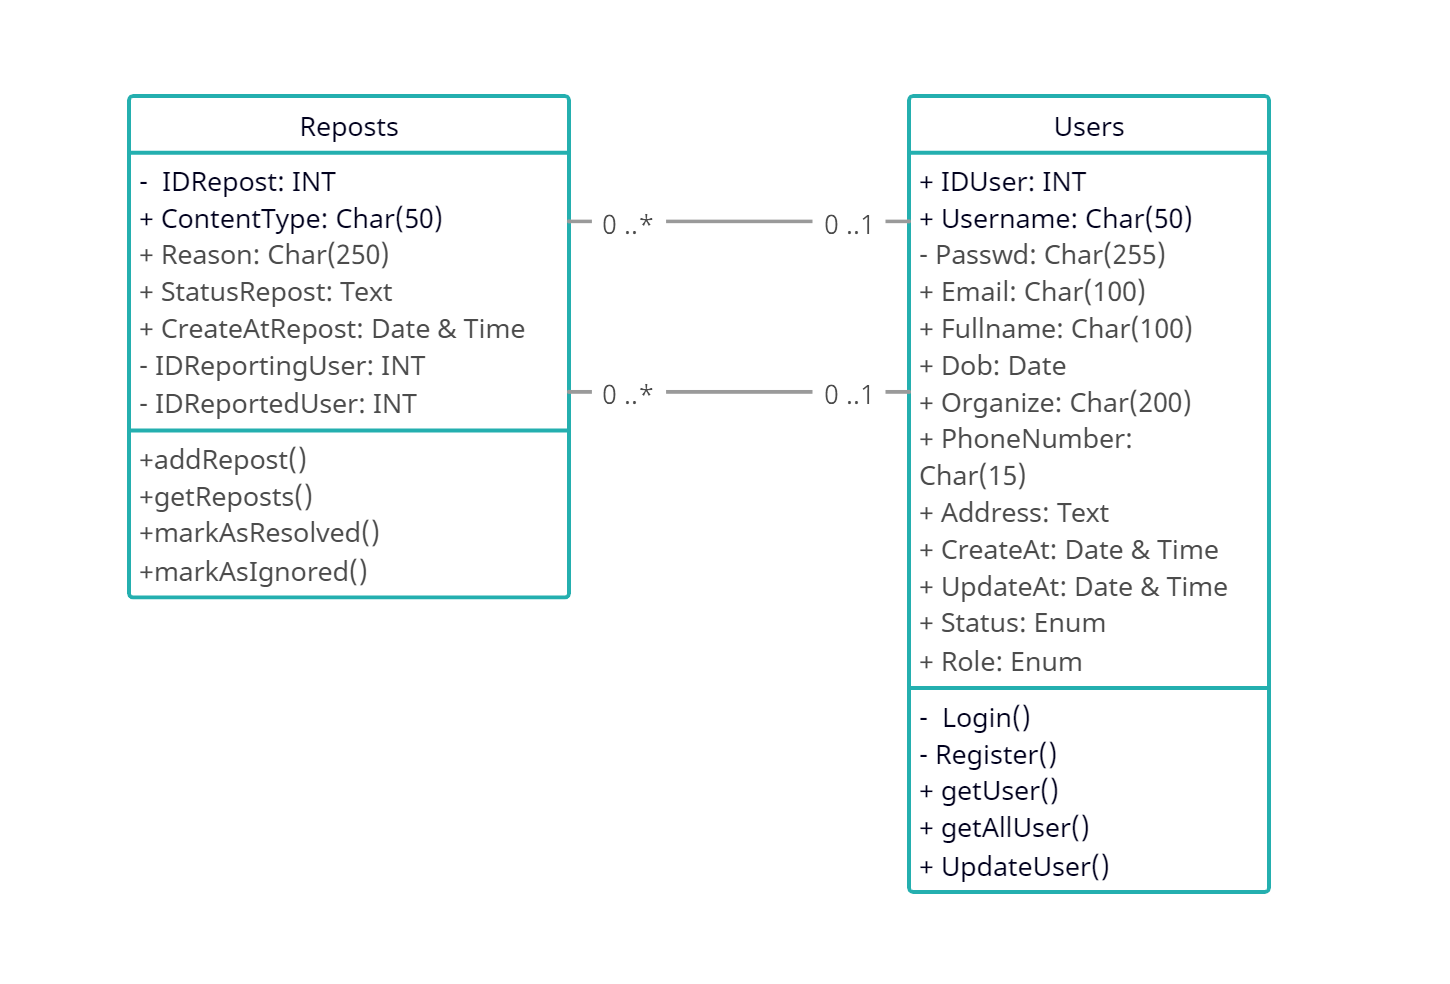 Reposts
-  IDRepost: INT
+ ContentType: Char(50)
+ Reason: Char(250)
+ StatusRepost: Text
+ CreateAtRepost: Date & Time
- IDReportingUser: INT
- IDReportedUser: INT
+addRepost()
+getReposts()
+markAsResolved()
+markAsIgnored()
0 ..*
0 ..1
0 ..*
0 ..1
Users
+ IDUser: INT
+ Username: Char(50)
- Passwd: Char(255)
+ Email: Char(100)
+ Fullname: Char(100)
+ Dob: Date
+ Organize: Char(200)
+ PhoneNumber:
Char(15)
+ Address: Text
+ CreateAt: Date & Time
+ UpdateAt: Date & Time
+ Status: Enum
+ Role: Enum
-  Login()
- Register()
+ getUser()
+ getAllUser()
+ UpdateUser()